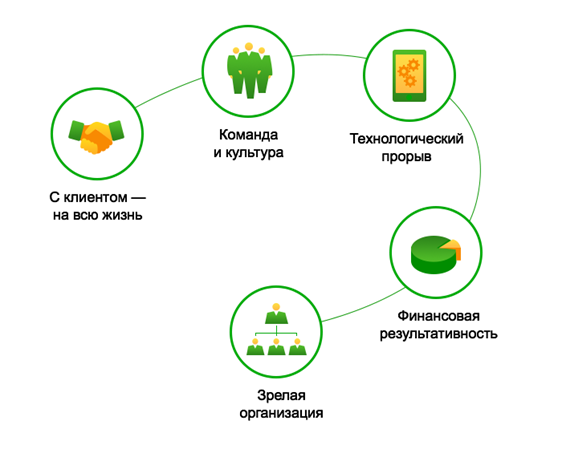 С клиентом —
на всю жизнь
Команда
и культура
Технологический
прорыв
Финансовая
результативность
Зрелая
организация